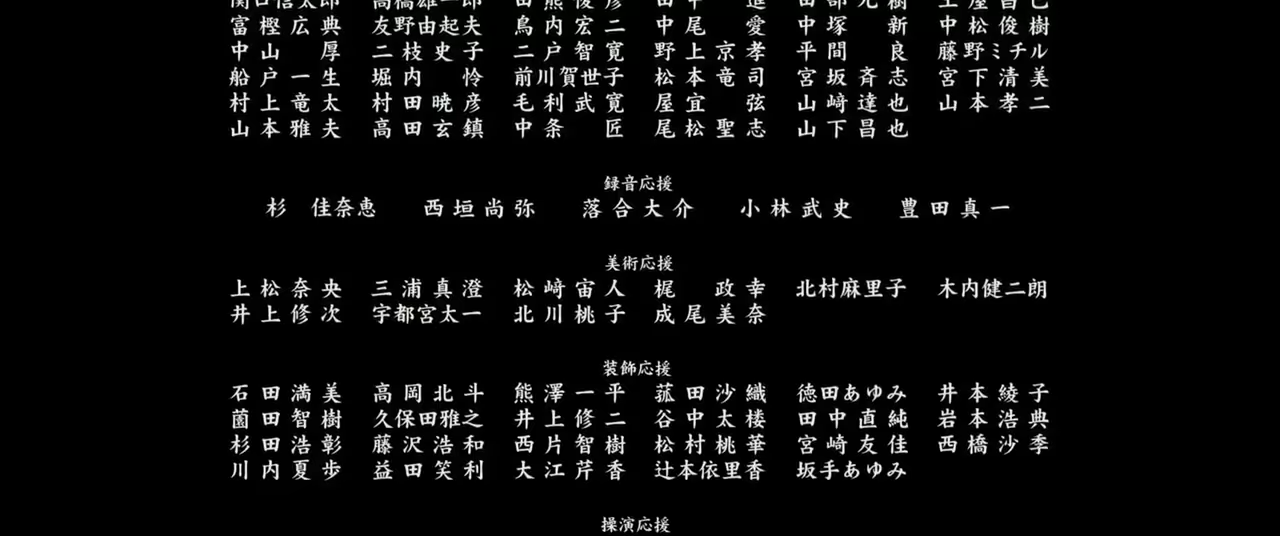 富樫広典 友野由起夫 鳥内宏二 中尾愛 中塚新 中松俊樹
中山厚 二枝史子 二戸智寛 野上京孝 平間良 藤野ミチル
船戸一生 堀内怜 前川賀世子 松本竜司 宮坂斉志 宮下清美
村上竜太 村田暁彦 毛利武寛 屋宜弦 山﨑達也 山本孝二
山本雅夫 高田玄鎮 中条匠 尾松聖志 山下昌也
録音応援
杉佳奈恵 西垣尚弥 落合大介 小林武史 豊田真一
美術応援
上松奈央 三浦真澄 松﨑宙人 梶政幸 北村麻里子 木内健二朗
井上修次 宇都宮太一 北川桃子 成尾美奈
装飾応援
石田満美 高岡北斗 熊澤一平 菰田沙織 徳田あゆみ 井本綾子
薗田智樹 久保田雅之 井上修二 谷中太楼 田中直純 岩本浩典
杉田浩彰 藤沢浩和 西片智樹 松村桃華 宮崎友佳 西橋沙季
川内夏歩 益田笑利 大江芹香 辻本依里香 坂手あゆみ
操演応援